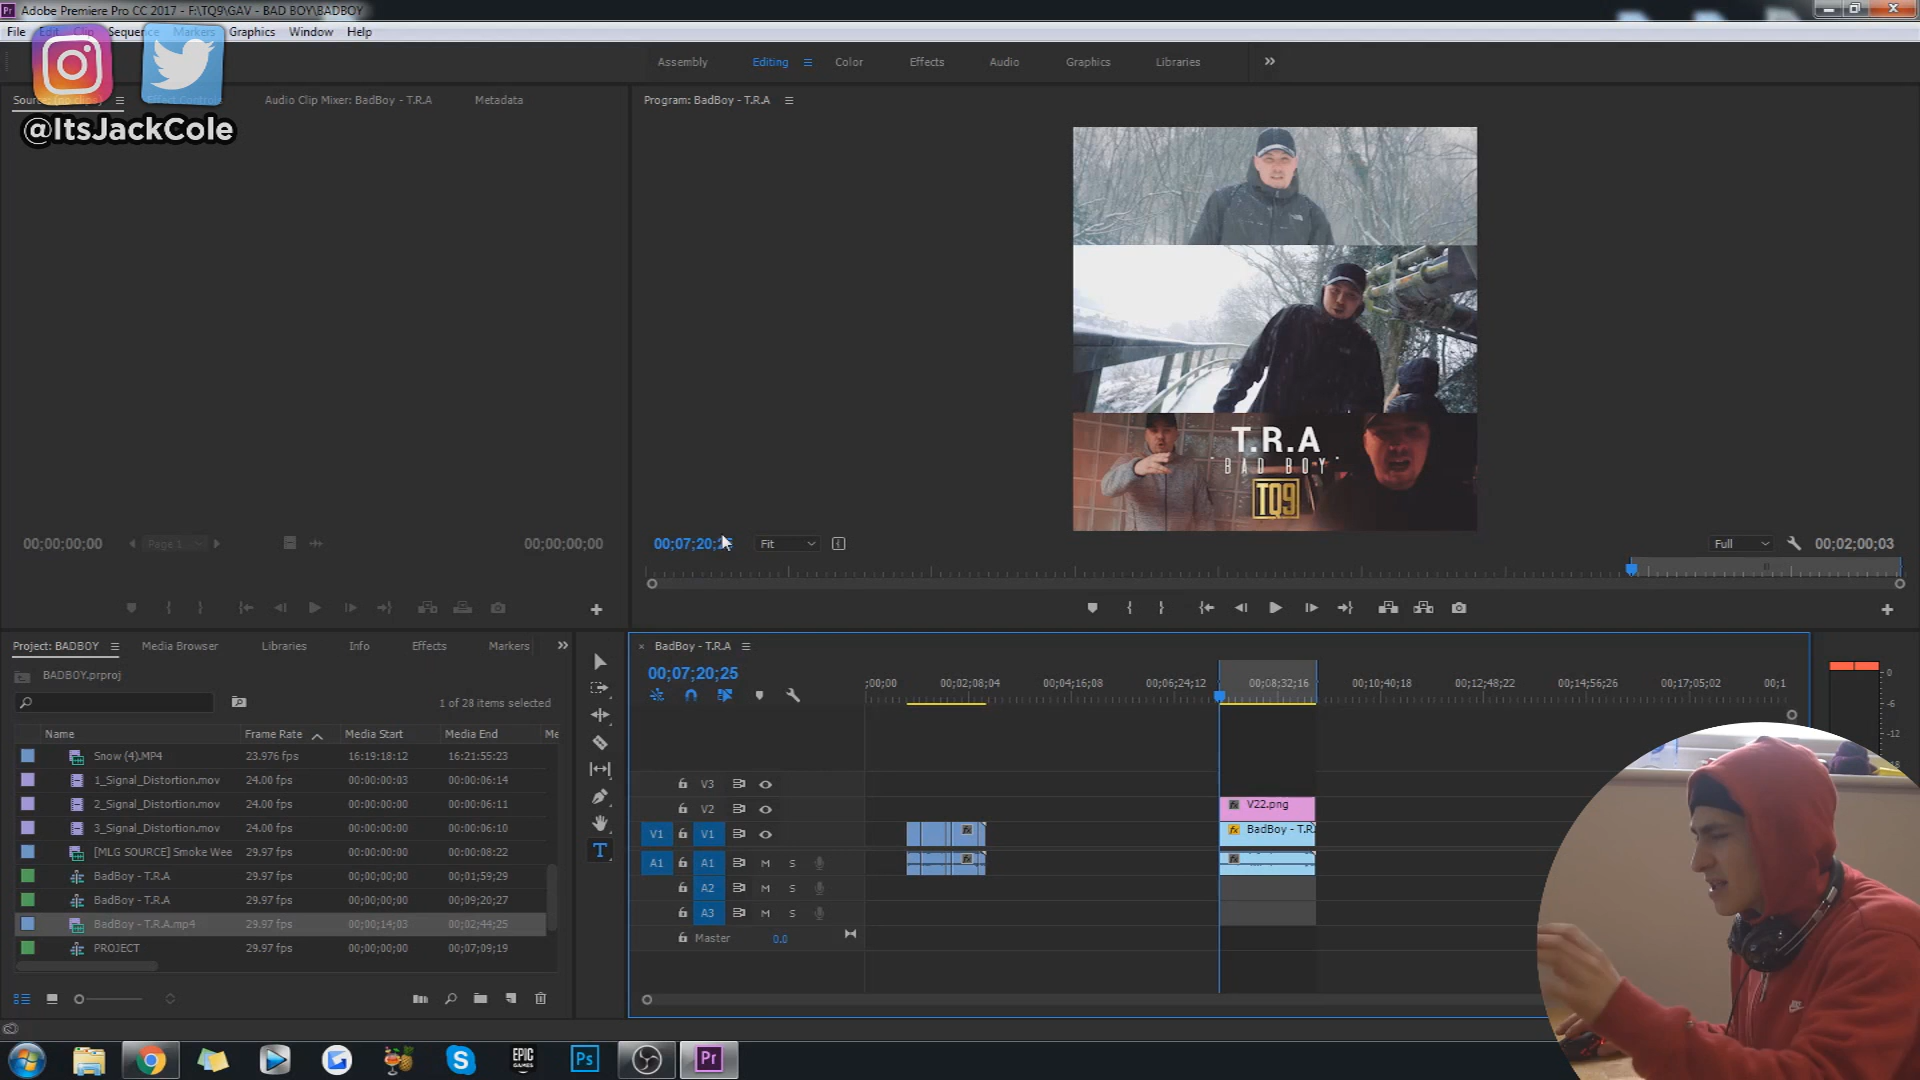 Adobe Premiere Pro CC 2017 - F:\TQ9\GAV - BAD BOY\BADBOY
File Edit Clip Sequence Markers Graphics Window Help
@ItsJackCole
Assembly Editing Color Effects Audio Graphics Libraries
Source: (no clips) Effect Controls Audio Clip Mixer: BadBoy - T.R.A Metadata
Program: BadBoy - T.R.A
T.R.A
"BAD BOY"
TQ9
00;00;00;00 Page 1 00;00;00;00
00;07;20;25 Fit Full 00;02;00;03
Project: BADBOY Media Browser Libraries Info Effects Markers
BADBOY.prproj
1 of 28 items selected
Name Frame Rate Media Start Media End Me
Snow (4).MP4 23.976 fps 16:19:18:12 16:21:55:23
1_Signal_Distortion.mov 24.00 fps 00:00:00:03 00:00:06:14
2_Signal_Distortion.mov 24.00 fps 00:00:00:00 00:00:06:11
3_Signal_Distortion.mov 24.00 fps 00:00:00:00 00:00:06:10
[MLG SOURCE] Smoke Wee 29.97 fps 00;00;00;00 00;00;08;22
BadBoy - T.R.A 29.97 fps 00;00;00;00 00;01;59;29
BadBoy - T.R.A 29.97 fps 00;00;00;00 00;09;20;27
BadBoy - T.R.A.mp4 29.97 fps 00;00;14;03 00;02;44;25
PROJECT 29.97 fps 00;00;00;00 00;07;09;19
BadBoy - T.R.A
00;07;20;25
;00;00 00;02;08;04 00;04;16;08 00;06;24;12 00;08;32;16 00;10;40;18 00;12;48;22 00;14;56;26 00;17;05;02 00;1
V3
V2 V22.png
V1 V1 BadBoy - T.R.
A1 A1 M S
A2 M S
A3 M S
Master 0.0
0
-6
-12
-18
T
EPIC GAMES
Ps
Pr